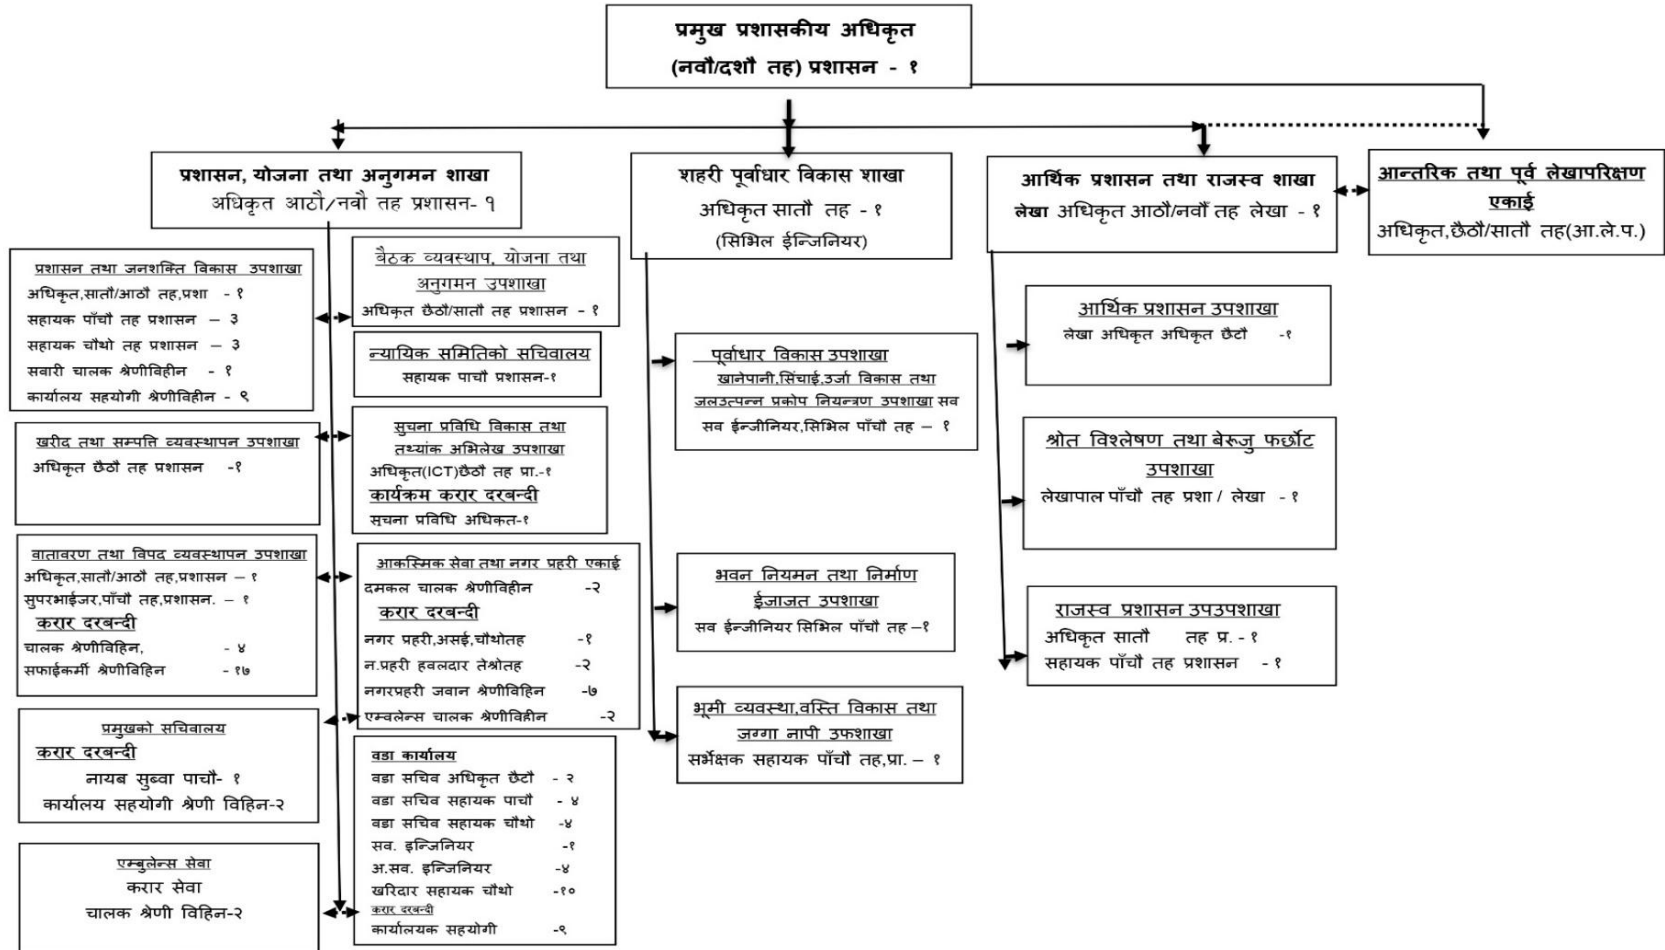 प्रमुख प्रशासकीय अधिकृत
(नवौ/दशौ तह) प्रशासन - १
प्रशासन, योजना तथा अनुगमन शाखा
अधिकृत आठौ/नवौ तह प्रशासन- १
शहरी पूर्वाधार विकास शाखा
अधिकृत सातौ तह - १
(सिभिल ईन्जिनियर)
आर्थिक प्रशासन तथा राजस्व शाखा
लेखा अधिकृत आठौ/नवौँ तह लेखा - १
आन्तरिक तथा पूर्व लेखापरिक्षण
एकाई
अधिकृत,छैठौ/सातौ तह(आ.ले.प.)
प्रशासन तथा जनशक्ति विकास उपशाखा
अधिकृत,सातौ/आठौ तह,प्रशा - १
सहायक पाँचौ तह प्रशासन – ३
सहायक चौथो तह प्रशासन – ३
सवारी चालक श्रेणीविहीन - १
कार्यालय सहयोगी श्रेणीविहीन - ९
बैठक व्यवस्थाप, योजना तथा
अनुगमन उपशाखा
अधिकृत छैठौ/सातौ तह प्रशासन - १
न्यायिक समितिको सचिवालय
सहायक पाचौ प्रशासन-१
खरीद तथा सम्पत्ति व्यवस्थापन उपशाखा
अधिकृत छैठौ तह प्रशासन -१
सुचना प्रविधि विकास तथा
तथ्यांक अभिलेख उपशाखा
अधिकृत(ICT)छैठौ तह प्रा.-१
कार्यक्रम करार दरबन्दी
सूचना प्रविधि अधिकृत-१
वातावरण तथा विपद व्यवस्थापन उपशाखा
अधिकृत,सातौ/आठौ तह,प्रशासन – १
सुपरभाईजर,पाँचौ तह,प्रशासन. – १
करार दरबन्दी
चालक श्रेणीविहिन, - ४
सफाईकर्मी श्रेणीविहिन - १७
आकस्मिक सेवा तथा नगर प्रहरी एकाई
दमकल चालक श्रेणीविहीन -२
करार दरबन्दी
नगर प्रहरी,असई,चौथोतह -१
न.प्रहरी हवलदार तेश्रोतह -२
नगरप्रहरी जवान श्रेणीविहिन -७
एम्वलेन्स चालक श्रेणीविहीन -२
प्रमुखको सचिवालय
करार दरबन्दी
नायब सुब्वा पाचौ- १
कार्यालय सहयोगी श्रेणी विहिन-२
वडा कार्यालय
वडा सचिव अधिकृत छैटौ - २
वडा सचिव सहायक पाचौ - ४
वडा सचिव सहायक चौथो -४
सव. इन्जिनियर -१
अ.सव. इन्जिनियर -४
खरिदार सहायक चौथो -१०
करार दरबन्दी
कार्यालयक सहयोगी -९
एम्बुलेन्स सेवा
करार सेवा
चालक श्रेणी विहिन-२
पूर्वाधार विकास उपशाखा
खानेपानी,सिंचाई,उर्जा विकास तथा
जलउत्पन्न प्रकोप नियन्त्रण उपशाखा सव
सव ईन्जीनियर,सिभिल पाँचौ तह – १
भवन नियमन तथा निर्माण
ईजाजत उपशाखा
सव ईन्जीनियर सिभिल पाँचौ तह –१
भूमी व्यवस्था,वस्ति विकास तथा
जग्गा नापी उफशाखा
सर्भेक्षक सहायक पाँचौ तह,प्रा. – १
आर्थिक प्रशासन उपशाखा
लेखा अधिकृत अधिकृत छैटौ -१
श्रोत विश्लेषण तथा बेरूजु फर्छोट
उपशाखा
लेखापाल पाँचौ तह प्रशा / लेखा - १
राजस्व प्रशासन उपउपशाखा
अधिकृत सातौ तह प्र. - १
सहायक पाँचौ तह प्रशासन - १